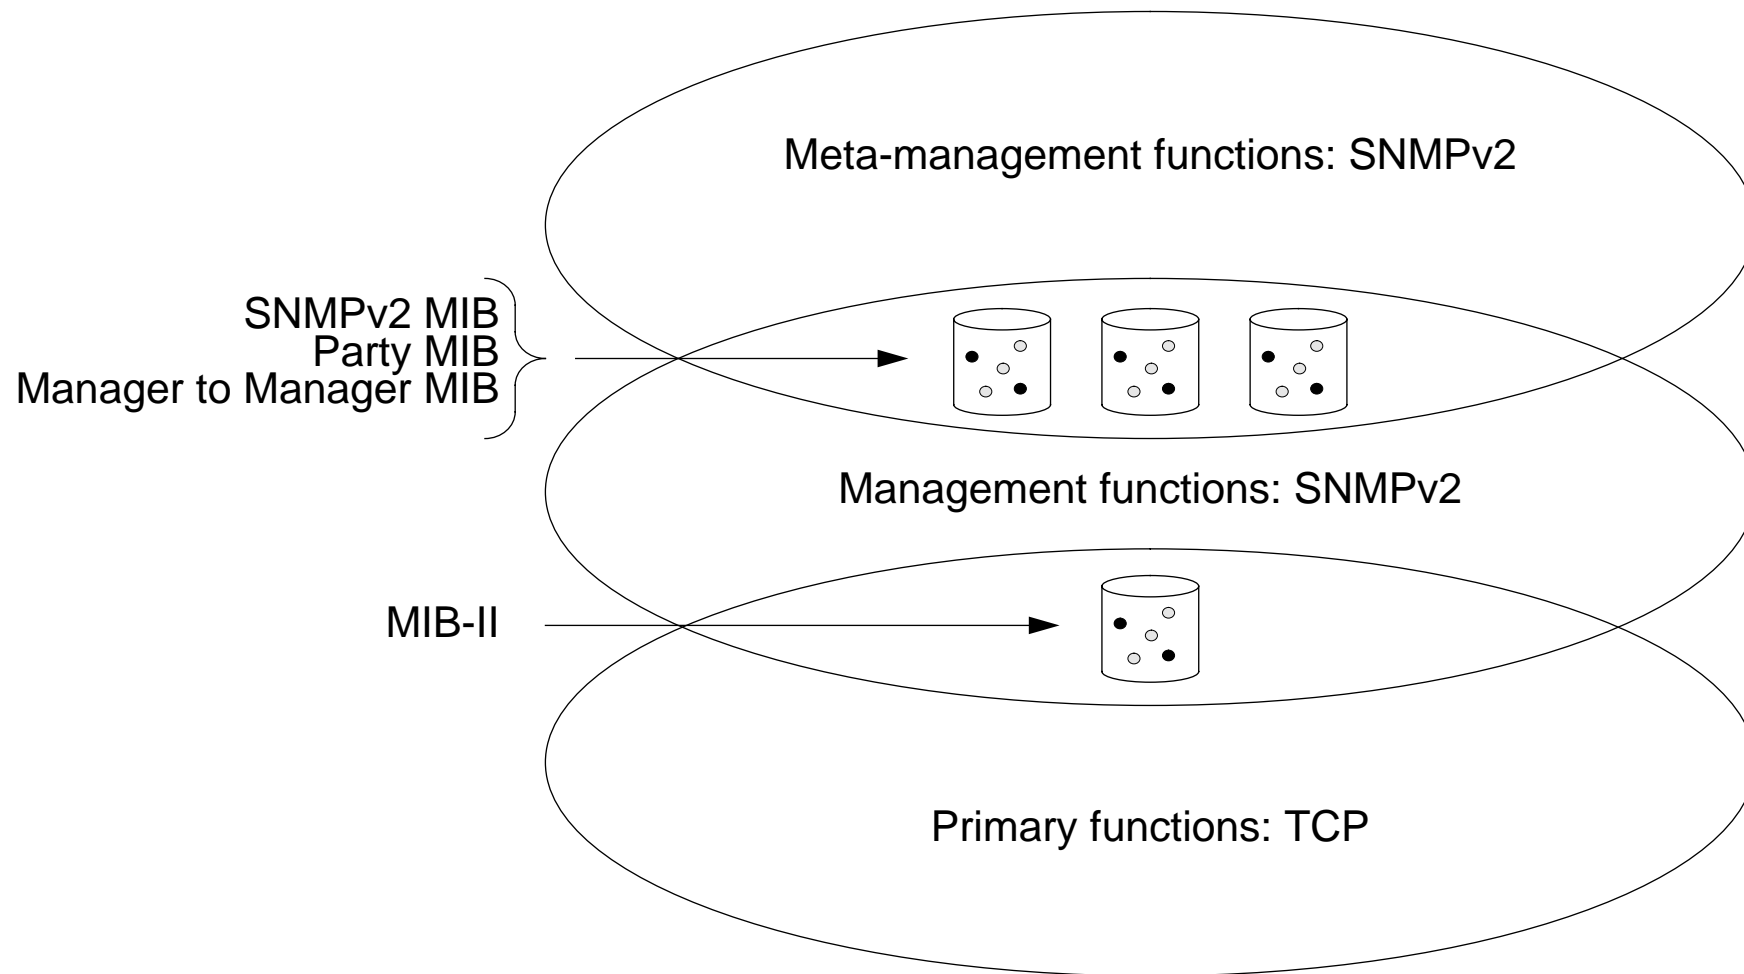 Meta-management functions: SNMPv2
SNMPv2 MIB
Party MIB
Manager to Manager MIB
Management functions: SNMPv2
MIB-II
Primary functions: TCP